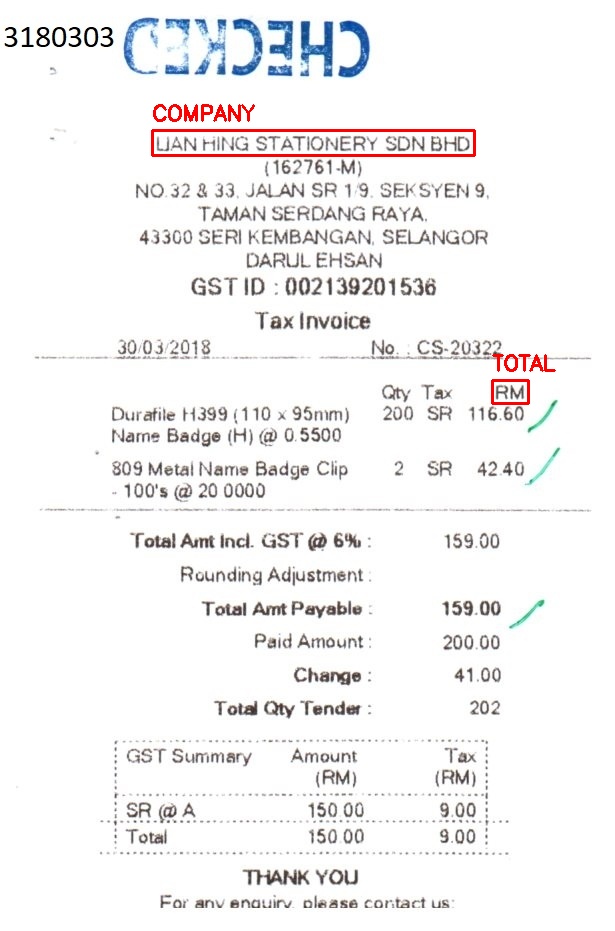 3180303 CHECKED
COMPANY
LIAN HING STATIONERY SDN BHD
(162761-M)
NO.32 & 33, JALAN SR 1/9, SEKSYEN 9,
TAMAN SERDANG RAYA,
43300 SERI KEMBANGAN, SELANGOR
DARUL EHSAN
GST ID : 002139201536
Tax Invoice
30/03/2018 No. : CS-20322
TOTAL
Qty Tax RM
Durafile H399 (110 x 95mm) 200 SR 116.60
Name Badge (H) @ 0.5500
809 Metal Name Badge Clip 2 SR 42.40
- 100's @ 20.0000
Total Amt Incl. GST @ 6% : 159.00
Rounding Adjustment :
Total Amt Payable : 159.00
Paid Amount : 200.00
Change : 41.00
Total Qty Tender : 202
GST Summary Amount Tax
(RM) (RM)
SR @ A 150.00 9.00
Total 150.00 9.00
THANK YOU
For any enquiry, please contact us: